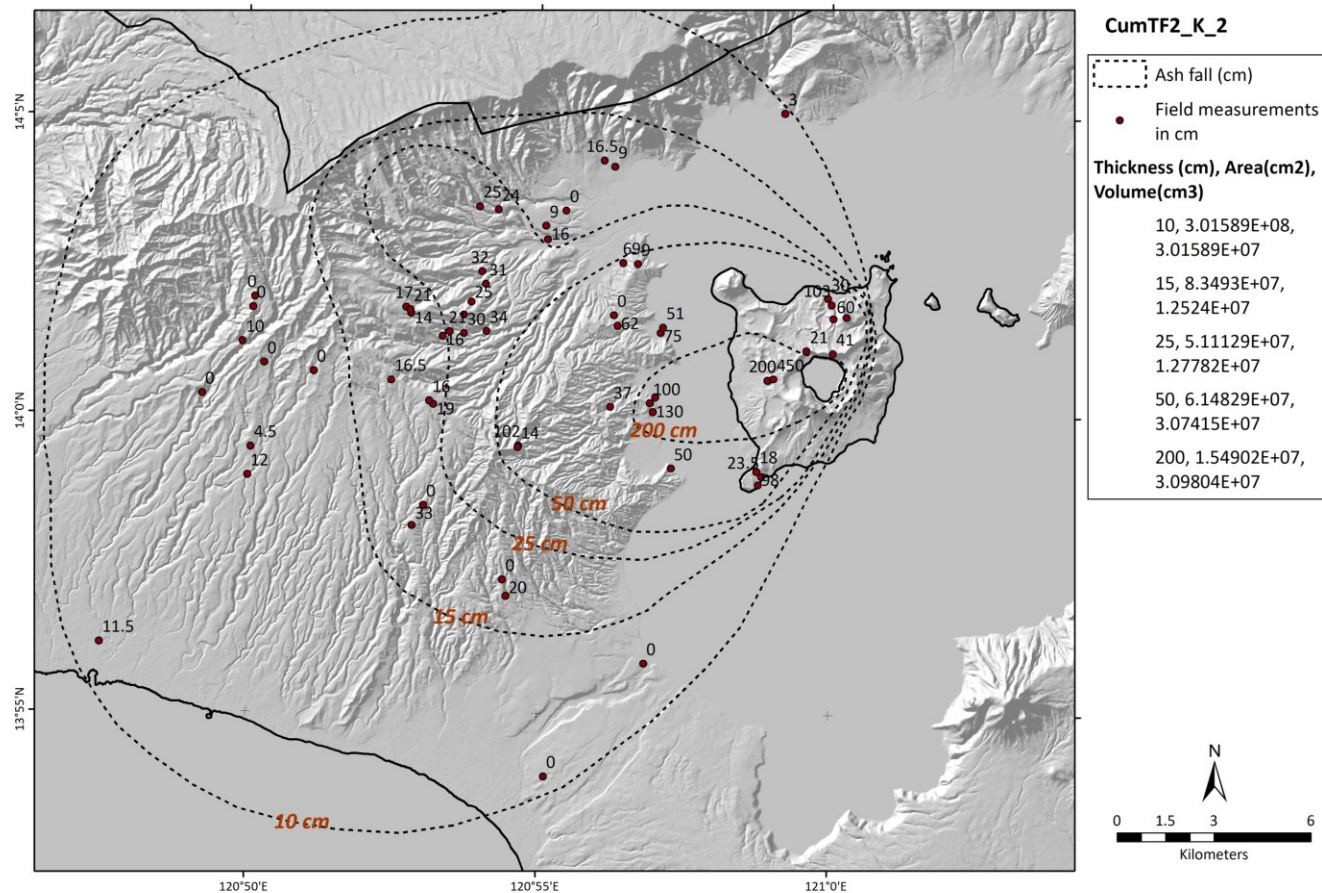 CumTF2_K_2
Ash fall (cm)
Field measurements
in cm
Thickness (cm), Area(cm2),
Volume(cm3)
10, 3.01589E+08,
3.01589E+07
15, 8.3493E+07,
1.2524E+07
25, 5.11129E+07,
1.27782E+07
50, 6.14829E+07,
3.07415E+07
200, 1.54902E+07,
3.09804E+07
N
0 1.5 3 6
Kilometers
14°5'N
14°0'N
13°55'N
120°50'E
120°55'E
121°0'E
3
16.5
9
25
24
0
9
16
32
31
69
9
0
0
25
17
21
14
0
62
51
75
103
30
60
10
21
30
34
16
21
41
0
0
0
16.5
16
19
37
100
130
200
450
200 cm
102
14
4.5
12
50
23.5
18
98
50 cm
0
33
25 cm
0
20
15 cm
11.5
0
0
10 cm